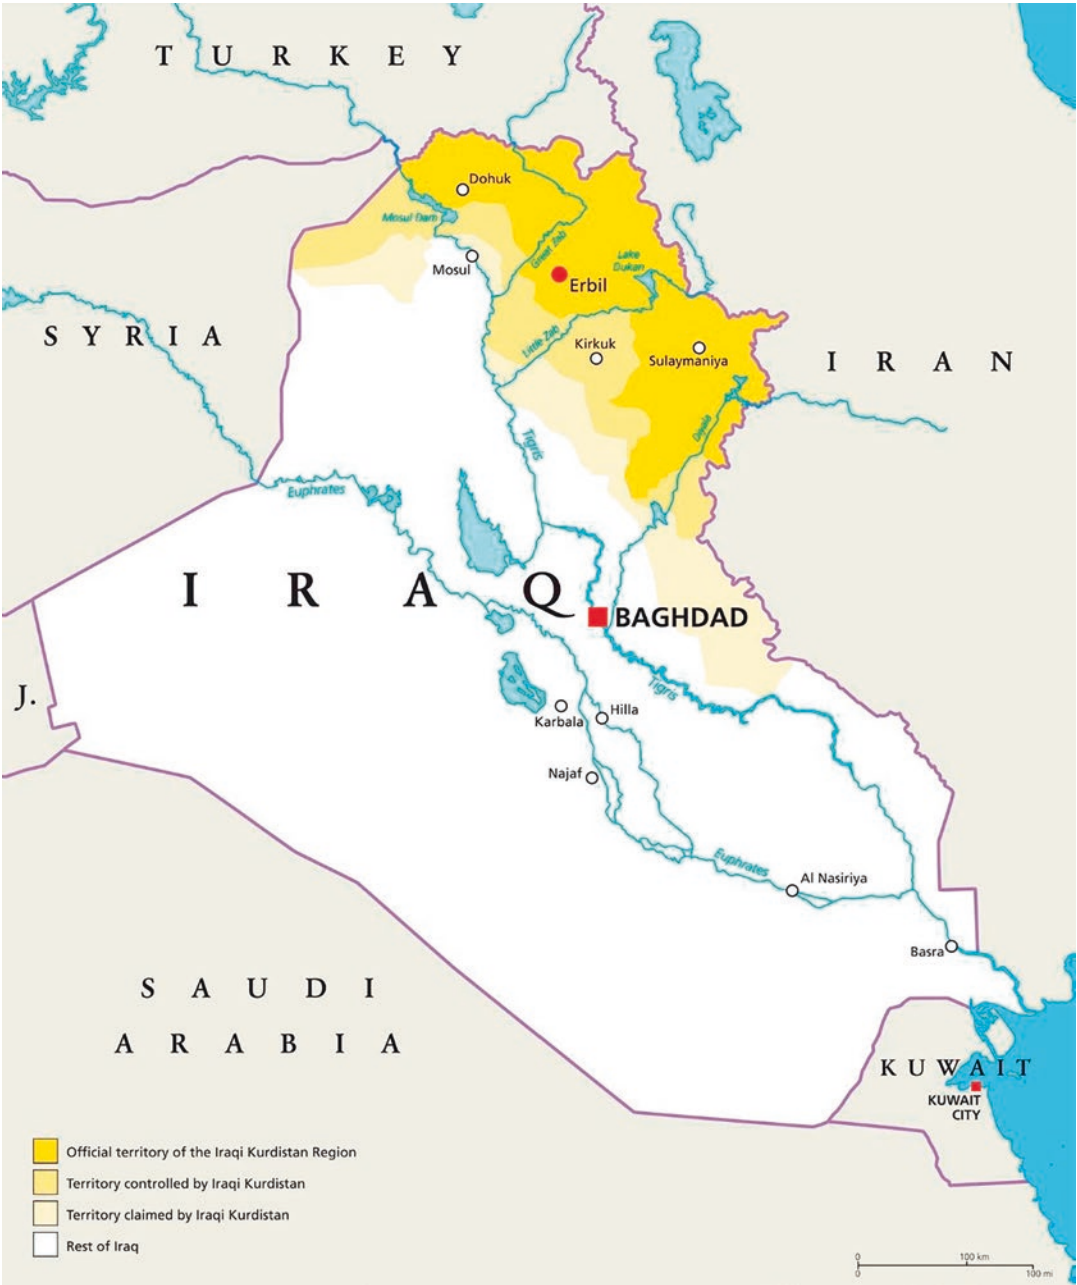 TURKEY
Dohuk
Mosul Dam
Great Zab
Mosul
Lake
Dukan
Erbil
SYRIA
Little Zab
Kirkuk
Sulaymaniya
IRAN
Diyala
Tigris
Euphrates
IRAQ
BAGHDAD
J.
Tigris
Karbala
Hilla
Najaf
Euphrates
Al Nasiriya
Basra
SAUDI
ARABIA
KUWAIT
KUWAIT
CITY
Official territory of the Iraqi Kurdistan Region
Territory controlled by Iraqi Kurdistan
Territory claimed by Iraqi Kurdistan
Rest of Iraq
0 100 km
0 100 mi